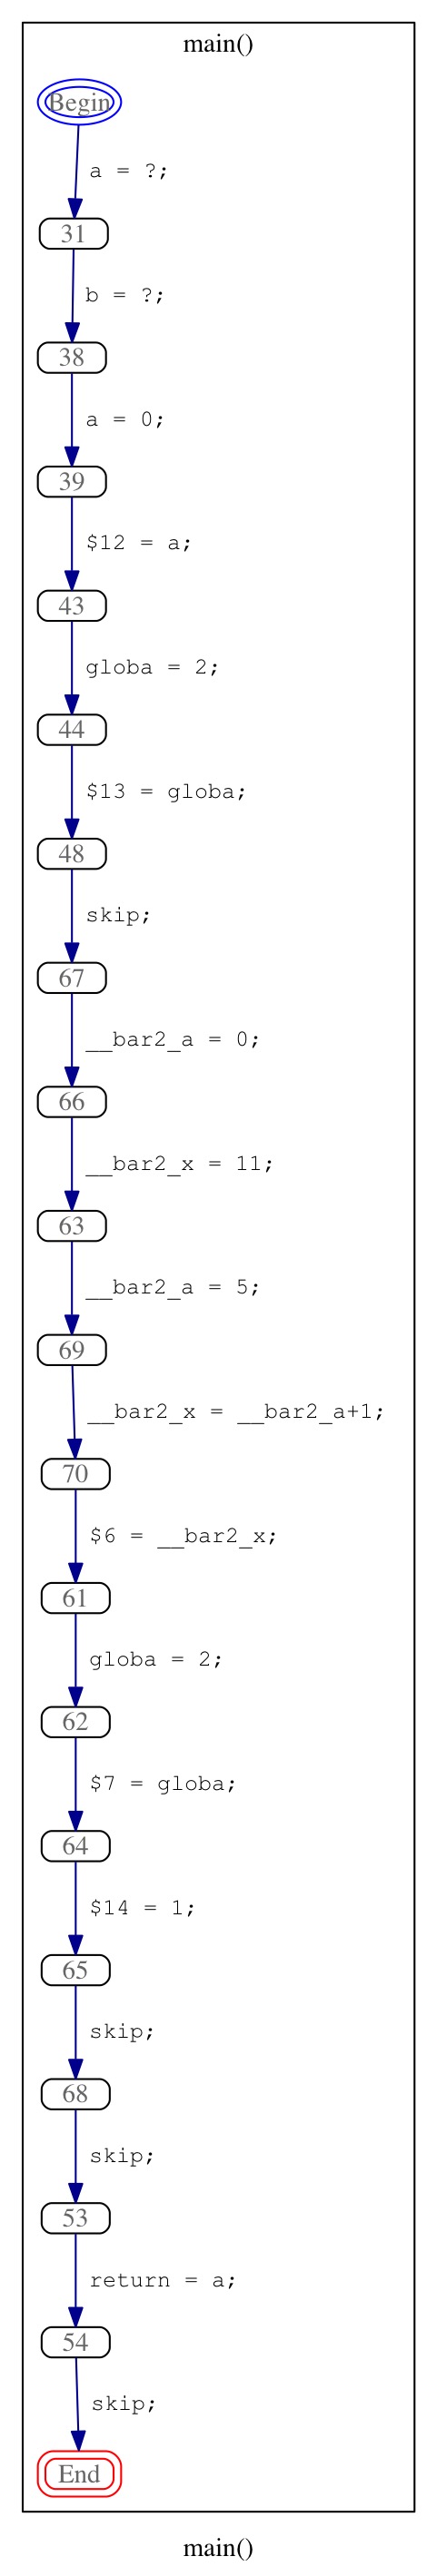 main()
Begin
a = ?;
31
b = ?;
38
a = 0;
39
$12 = a;
43
globa = 2;
44
$13 = globa;
48
skip;
67
__bar2_a = 0;
66
__bar2_x = 11;
63
__bar2_a = 5;
69
__bar2_x = __bar2_a+1;
70
$6 = __bar2_x;
61
globa = 2;
62
$7 = globa;
64
$14 = 1;
65
skip;
68
skip;
53
return = a;
54
skip;
End
main()